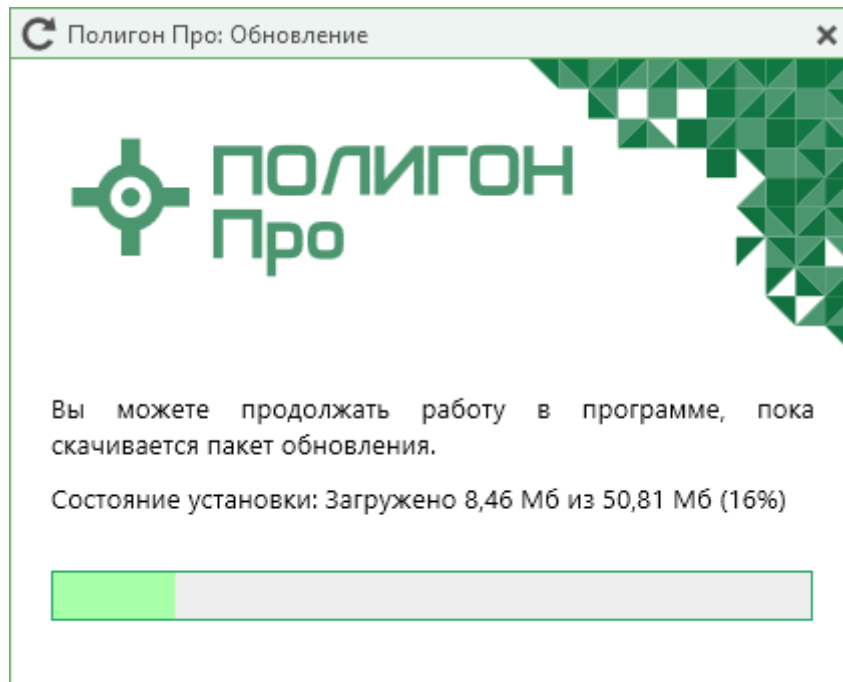 Полигон Про: Обновление
ПОЛИГОН
Про
Вы можете продолжать работу в программе, пока
скачивается пакет обновления.
Состояние установки: Загружено 8,46 Мб из 50,81 Мб (16%)